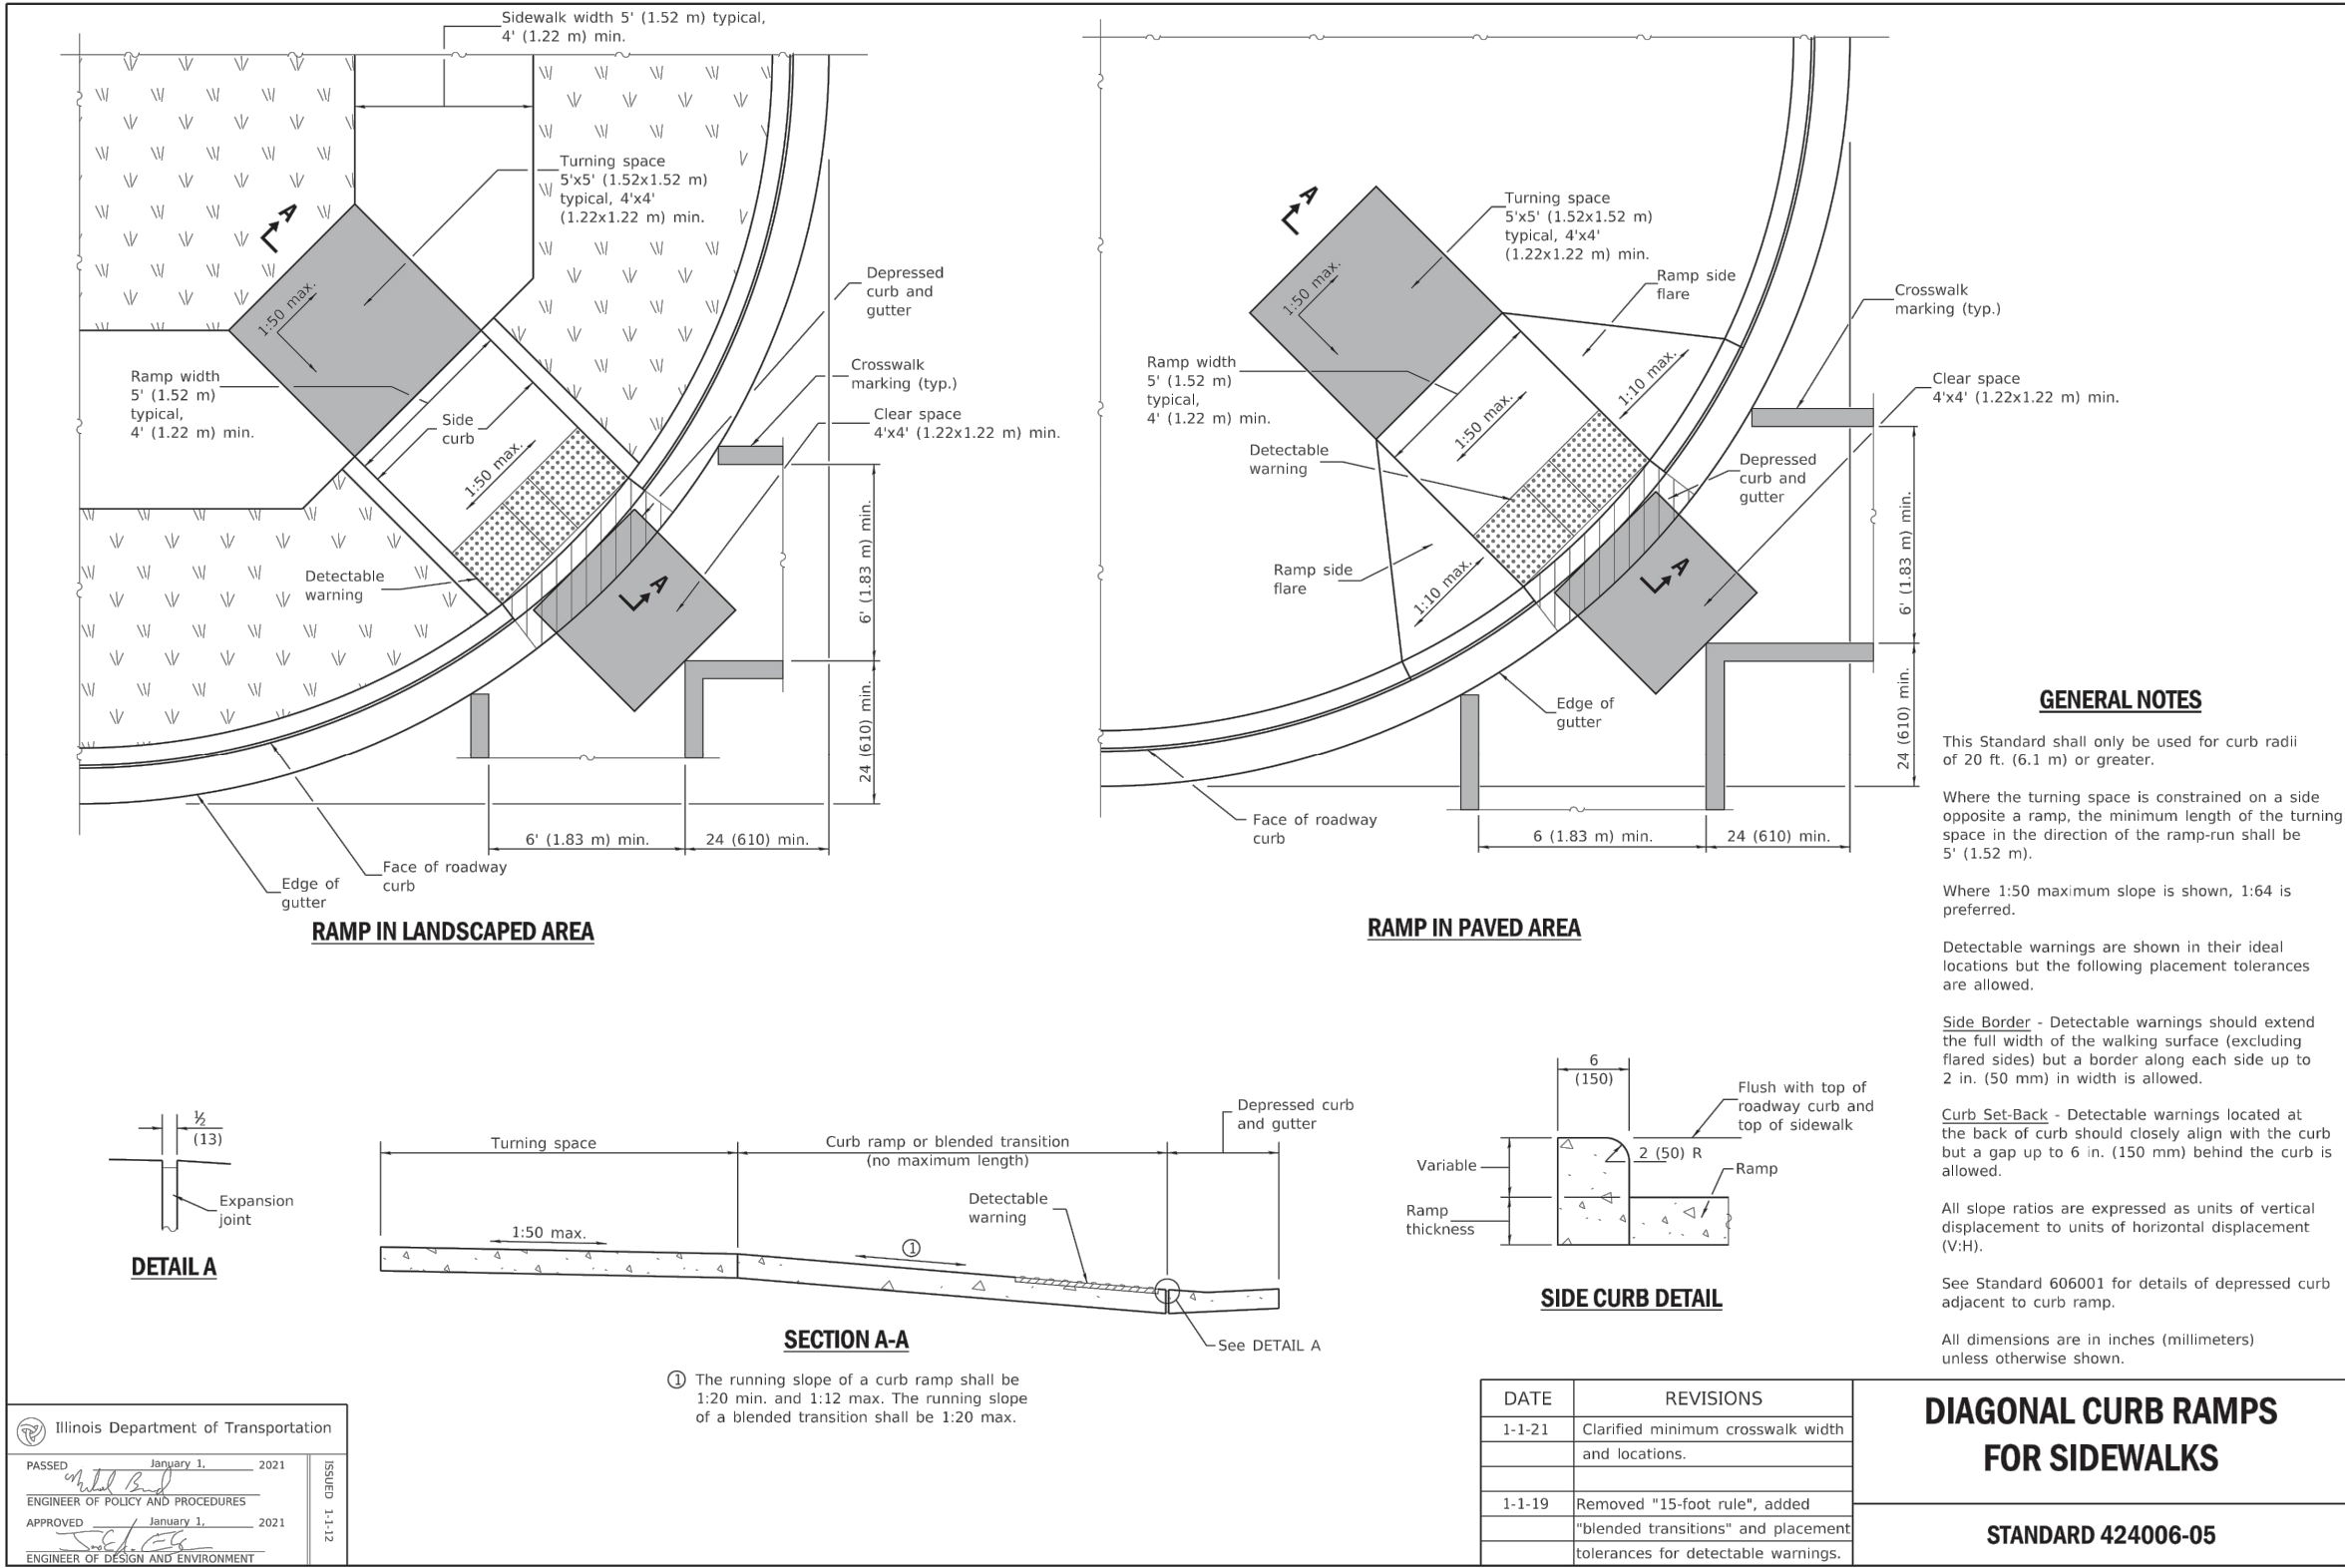 Sidewalk width 5' (1.52 m) typical,
4' (1.22 m) min.
Turning space
5'x5' (1.52x1.52 m)
typical, 4'x4'
(1.22x1.22 m) min.
A
1:50 max.
Depressed
curb and
gutter
Crosswalk
marking (typ.)
Clear space
4'x4' (1.22x1.22 m) min.
Ramp width
5' (1.52 m)
typical,
4' (1.22 m) min.
Side
curb
1:50 max.
Detectable
warning
A
6' (1.83 m) min.
24 (610) min.
6' (1.83 m) min.
24 (610) min.
Face of roadway
curb
Edge of
gutter
RAMP IN LANDSCAPED AREA
A
Turning space
5'x5' (1.52x1.52 m)
typical, 4'x4'
(1.22x1.22 m) min.
1:50 max.
Ramp side
flare
Crosswalk
marking (typ.)
Ramp width
5' (1.52 m)
typical,
4' (1.22 m) min.
1:10 max.
Clear space
4'x4' (1.22x1.22 m) min.
1:50 max.
Detectable
warning
Depressed
curb and
gutter
Ramp side
flare
1:10 max.
A
6' (1.83 m) min.
24 (610) min.
Edge of
gutter
Face of roadway
curb
6 (1.83 m) min.
24 (610) min.
RAMP IN PAVED AREA
GENERAL NOTES
This Standard shall only be used for curb radii
of 20 ft. (6.1 m) or greater.
Where the turning space is constrained on a side
opposite a ramp, the minimum length of the turning
space in the direction of the ramp-run shall be
5' (1.52 m).
Where 1:50 maximum slope is shown, 1:64 is
preferred.
Detectable warnings are shown in their ideal
locations but the following placement tolerances
are allowed.
Side Border - Detectable warnings should extend
the full width of the walking surface (excluding
flared sides) but a border along each side up to
2 in. (50 mm) in width is allowed.
Curb Set-Back - Detectable warnings located at
the back of curb should closely align with the curb
but a gap up to 6 in. (150 mm) behind the curb is
allowed.
All slope ratios are expressed as units of vertical
displacement to units of horizontal displacement
(V:H).
See Standard 606001 for details of depressed curb
adjacent to curb ramp.
All dimensions are in inches (millimeters)
unless otherwise shown.
½
(13)
Expansion
joint
DETAIL A
Turning space
Curb ramp or blended transition
(no maximum length)
Depressed curb
and gutter
1:50 max.
①
Detectable
warning
See DETAIL A
SECTION A-A
① The running slope of a curb ramp shall be
1:20 min. and 1:12 max. The running slope
of a blended transition shall be 1:20 max.
6
(150)
Flush with top of
roadway curb and
top of sidewalk
2 (50) R
Variable
Ramp
Ramp
thickness
SIDE CURB DETAIL
Illinois Department of Transportation
PASSED January 1, 2021
ENGINEER OF POLICY AND PROCEDURES
APPROVED January 1, 2021
ENGINEER OF DESIGN AND ENVIRONMENT
ISSUED 1-1-12
DATE REVISIONS
1-1-21 Clarified minimum crosswalk width
and locations.
1-1-19 Removed "15-foot rule", added
"blended transitions" and placement
tolerances for detectable warnings.
DIAGONAL CURB RAMPS
FOR SIDEWALKS
STANDARD 424006-05